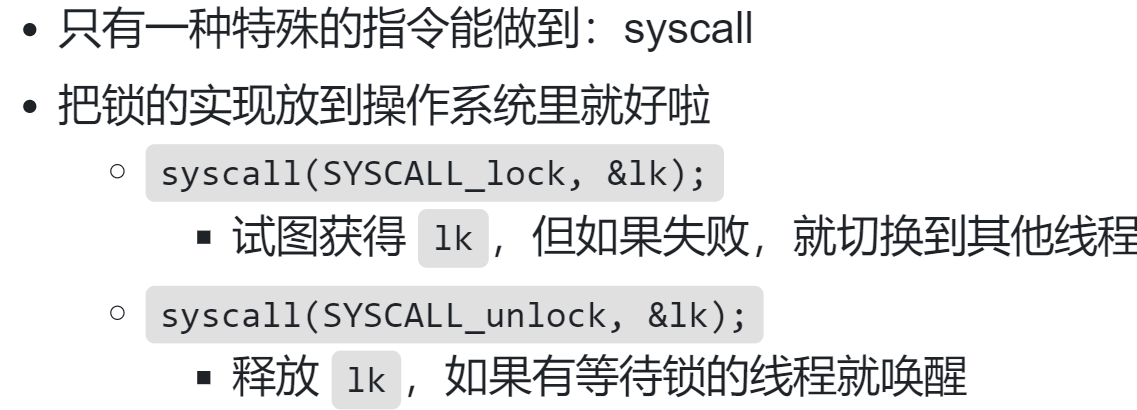 只有一种特殊的指令能做到：syscall
把锁的实现放到操作系统里就好啦
syscall(SYSCALL_lock, &lk);
试图获得 lk，但如果失败，就切换到其他线程
syscall(SYSCALL_unlock, &lk);
释放 lk，如果有等待锁的线程就唤醒